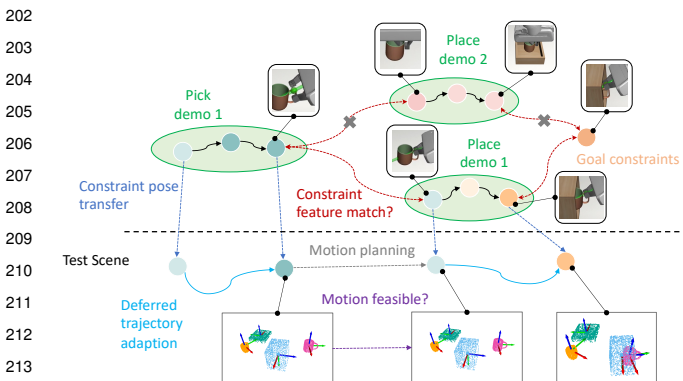 202
203
204
205
206
207
208
209
210
211
212
213
Place
demo 2
Pick
demo 1
Place
demo 1
Goal constraints
Constraint pose
transfer
Constraint
feature match?
Test Scene
Motion planning
Deferred
trajectory
adaption
Motion feasible?